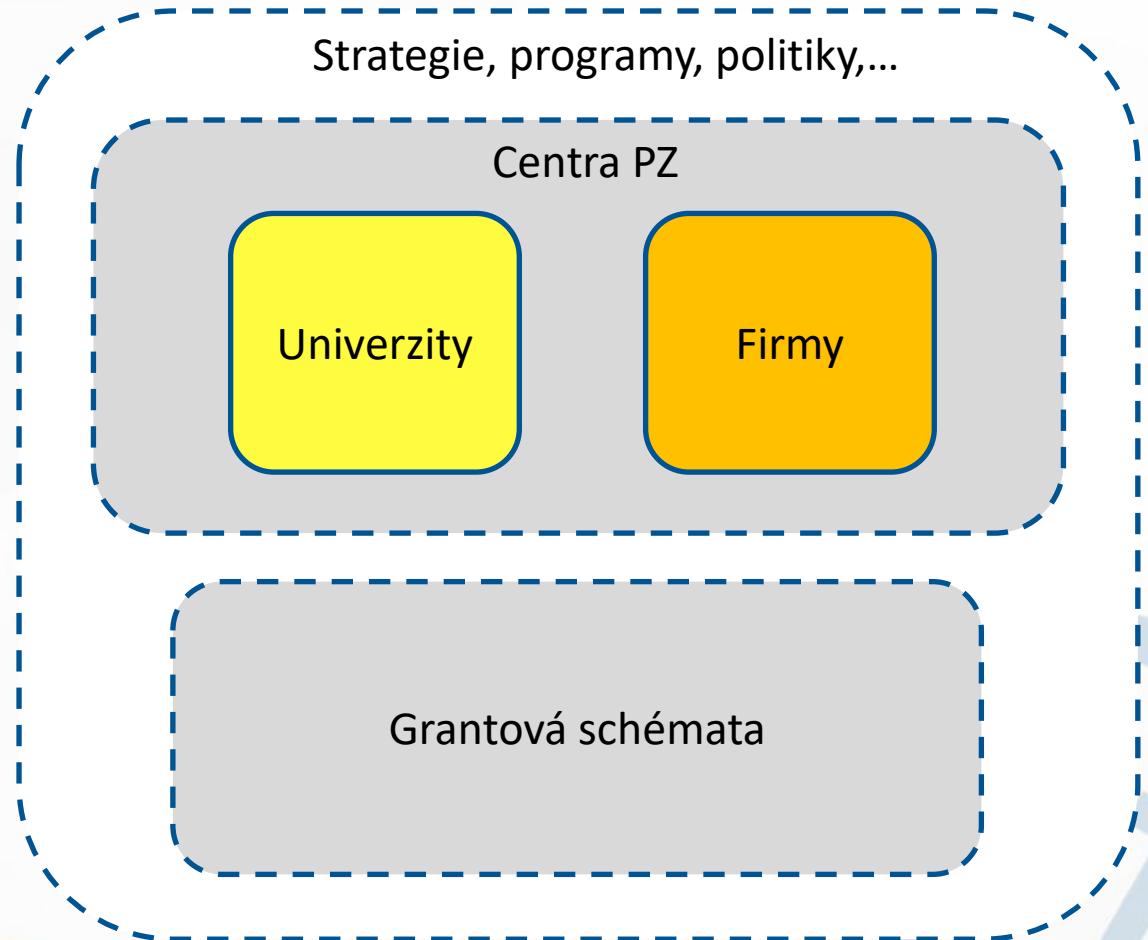 Strategie, programy, politiky,...
Centra PZ
Univerzity
Firmy
Grantová schémata